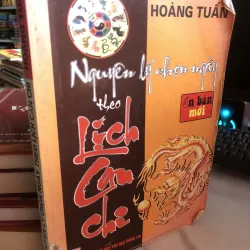 HOÀNG TUẤN
Nguyên lý chọn ngày
theo
Ấn bản
mới
Lịch
Can
chi